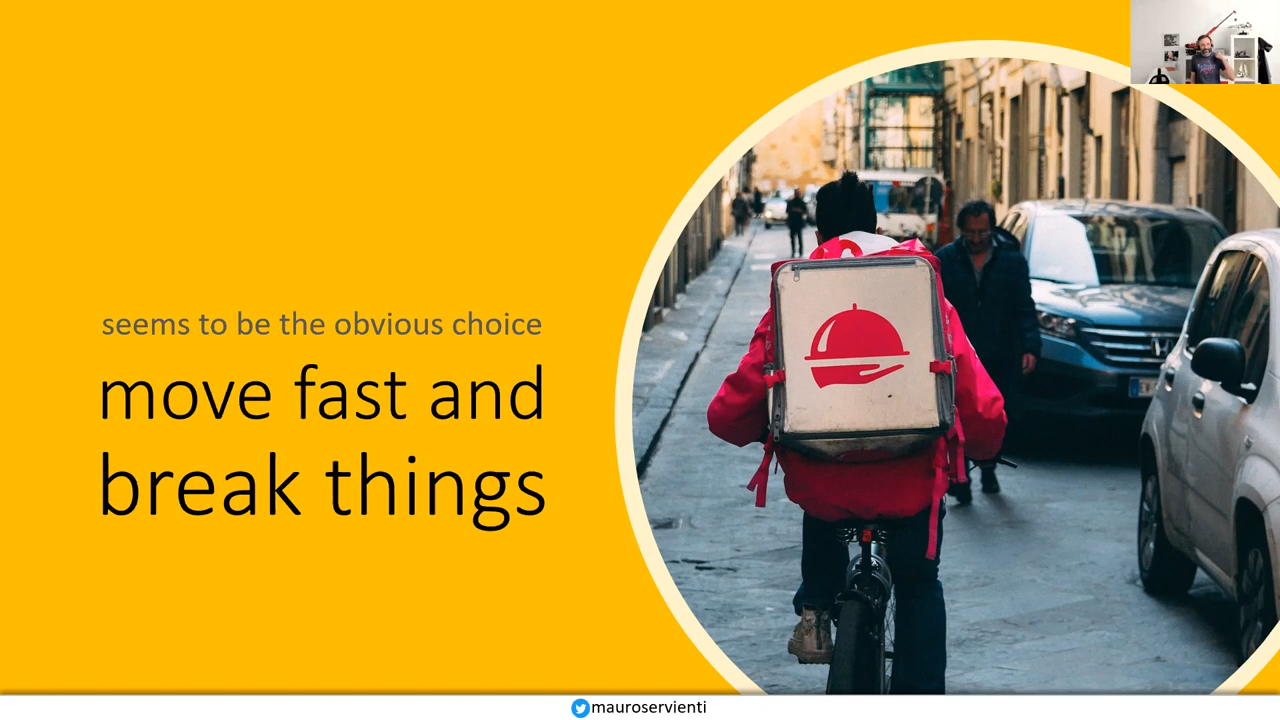 seems to be the obvious choice
move fast and
break things
mauroservienti